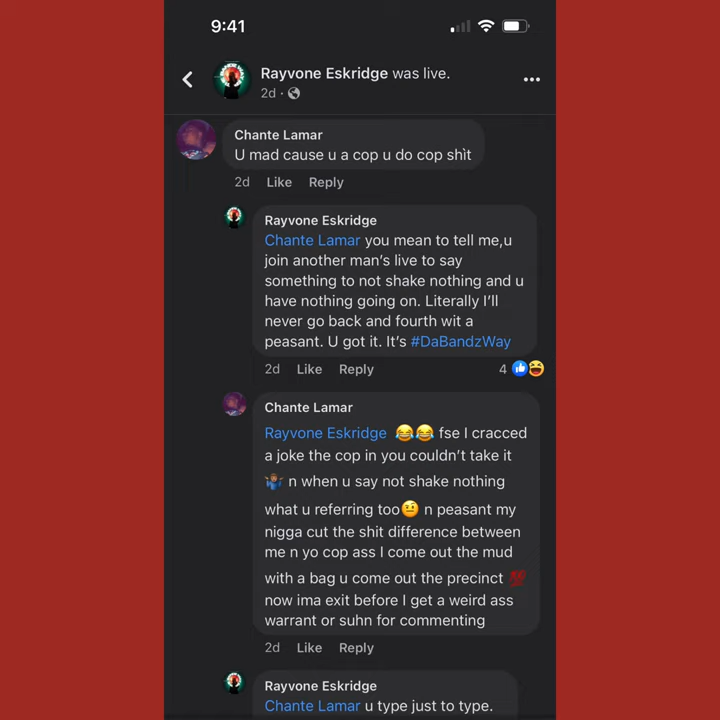 9:41
Rayvone Eskridge was live.
2d ·
Chante Lamar
U mad cause u a cop u do cop shìt
2d Like Reply
Rayvone Eskridge
Chante Lamar you mean to tell me,u
join another man's live to say
something to not shake nothing and u
have nothing going on. Literally I'll
never go back and fourth wit a
peasant. U got it. It's #DaBandzWay
2d Like Reply 4
Chante Lamar
Rayvone Eskridge 😂😂 fse I cracced
a joke the cop in you couldn't take it
🤷🏾‍♂️ n when u say not shake nothing
what u referring too🤨 n peasant my
nigga cut the shit difference between
me n yo cop ass I come out the mud
with a bag u come out the precinct 💯
now ima exit before I get a weird ass
warrant or suhn for commenting
2d Like Reply
Rayvone Eskridge
Chante Lamar u type just to type.